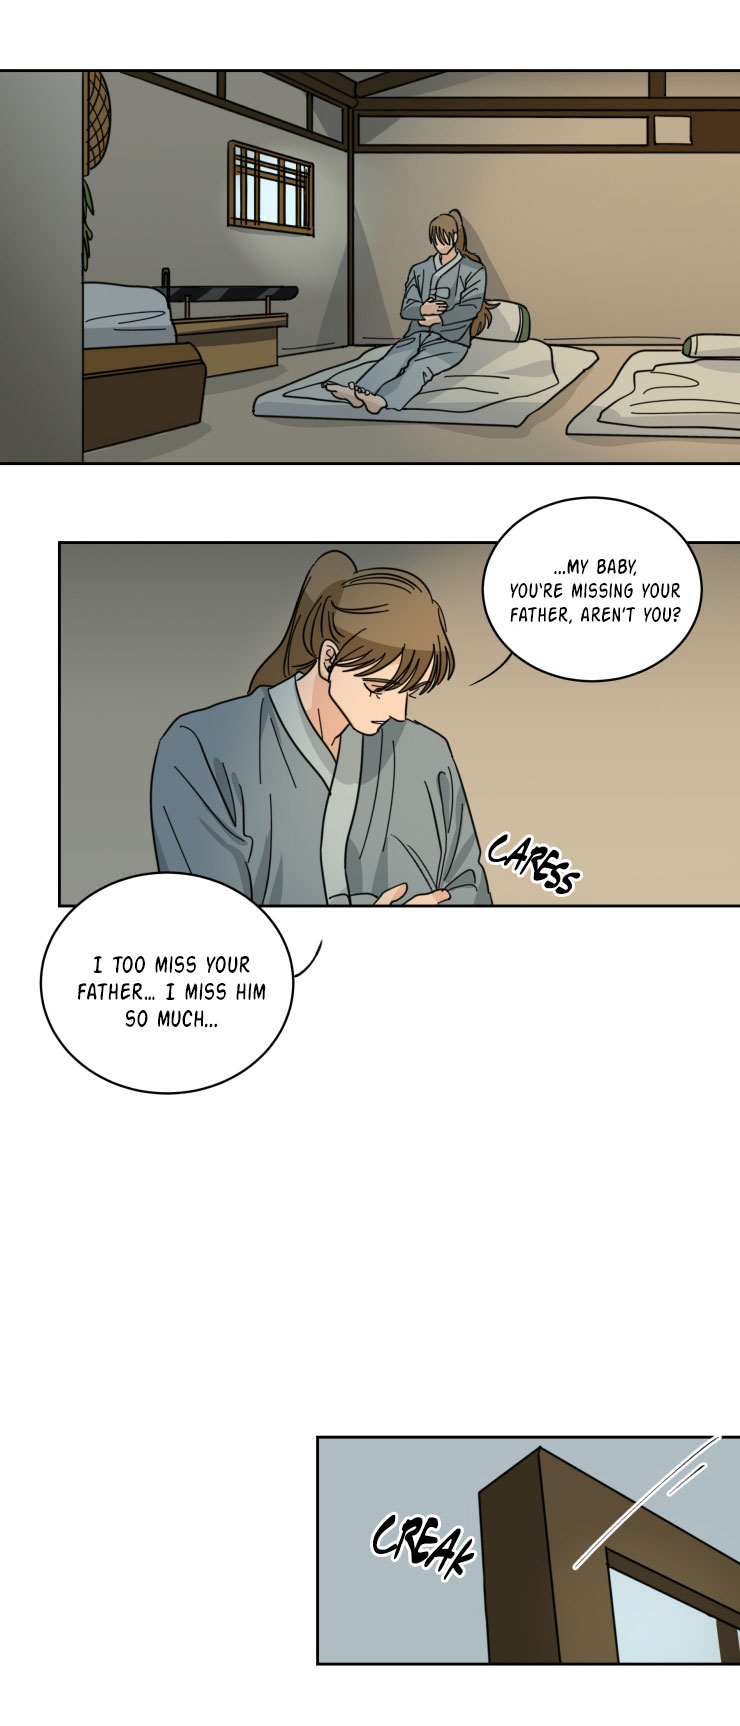 ...MY BABY,
YOU'RE MISSING YOUR
FATHER, AREN'T YOU?
CARESS
I TOO MISS YOUR
FATHER... I MISS HIM
SO MUCH...
CREAK